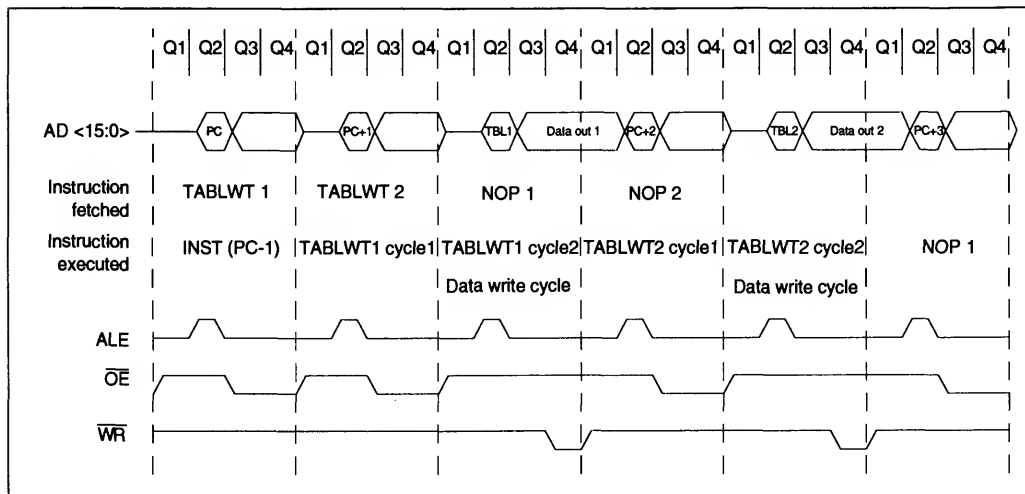 Q1 Q2 Q3 Q4 Q1 Q2 Q3 Q4 Q1 Q2 Q3 Q4 Q1 Q2 Q3 Q4 Q1 Q2 Q3 Q4 Q1 Q2 Q3 Q4
AD <15:0> PC PC+1 TBL1 Data out 1 PC+2 TBL2 Data out 2 PC+3
Instruction fetched TABLWT 1 TABLWT 2 NOP 1 NOP 2
Instruction executed INST (PC-1) TABLWT1 cycle1 TABLWT1 cycle2 TABLWT2 cycle1 TABLWT2 cycle2 NOP 1
Data write cycle Data write cycle
ALE
OE
WR